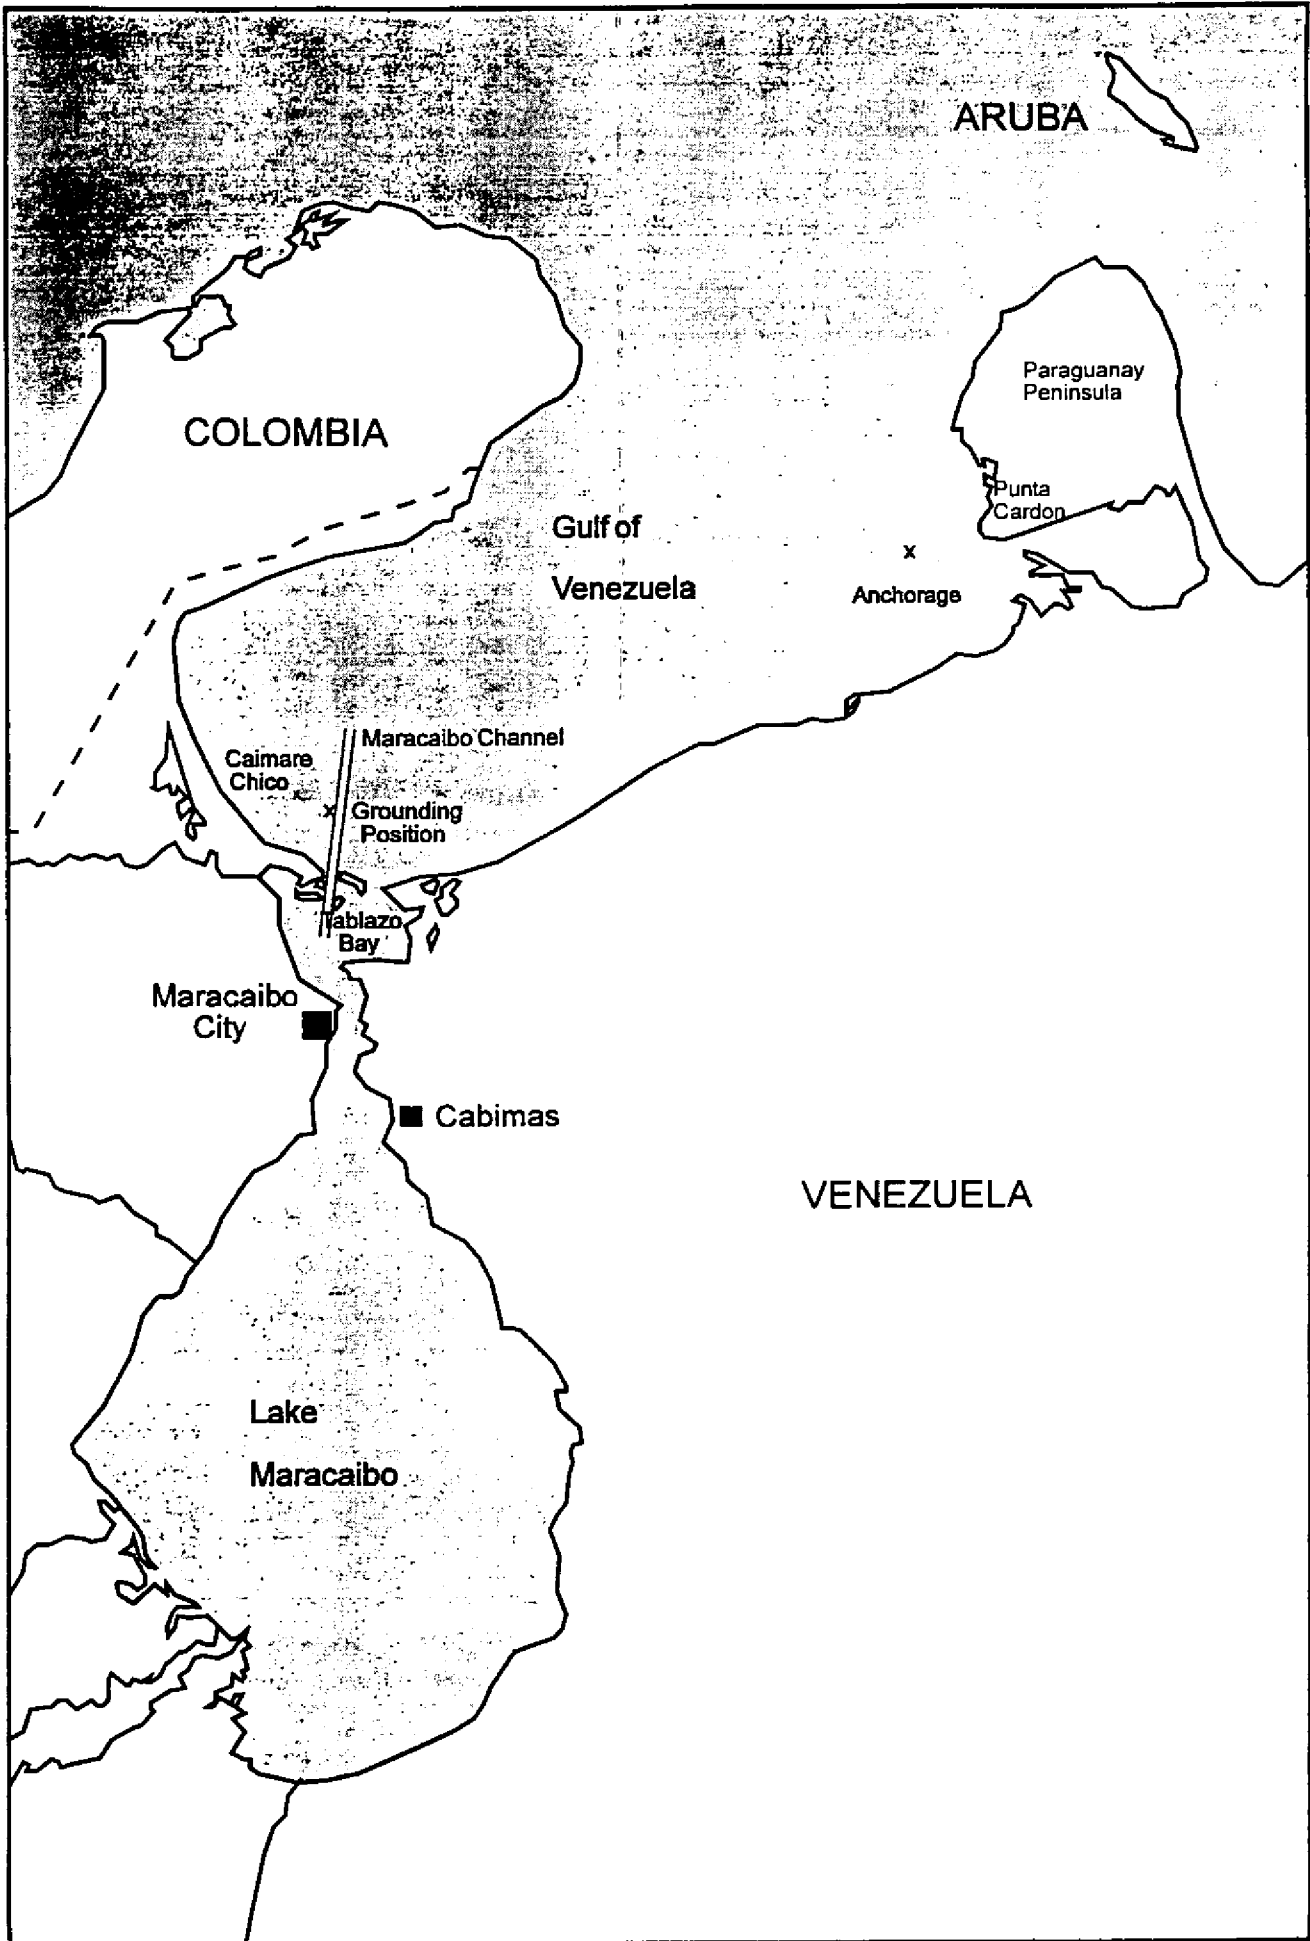 ARUBA
Paraguanay
Peninsula
COLOMBIA
Punta
Cardon
Gulf of
Venezuela
x
Anchorage
Maracaibo Channel
Caimare
Chico
x
x
Grounding
Position
Tablazo
Bay
Maracaibo
City
Cabimas
VENEZUELA
Lake
Maracaibo